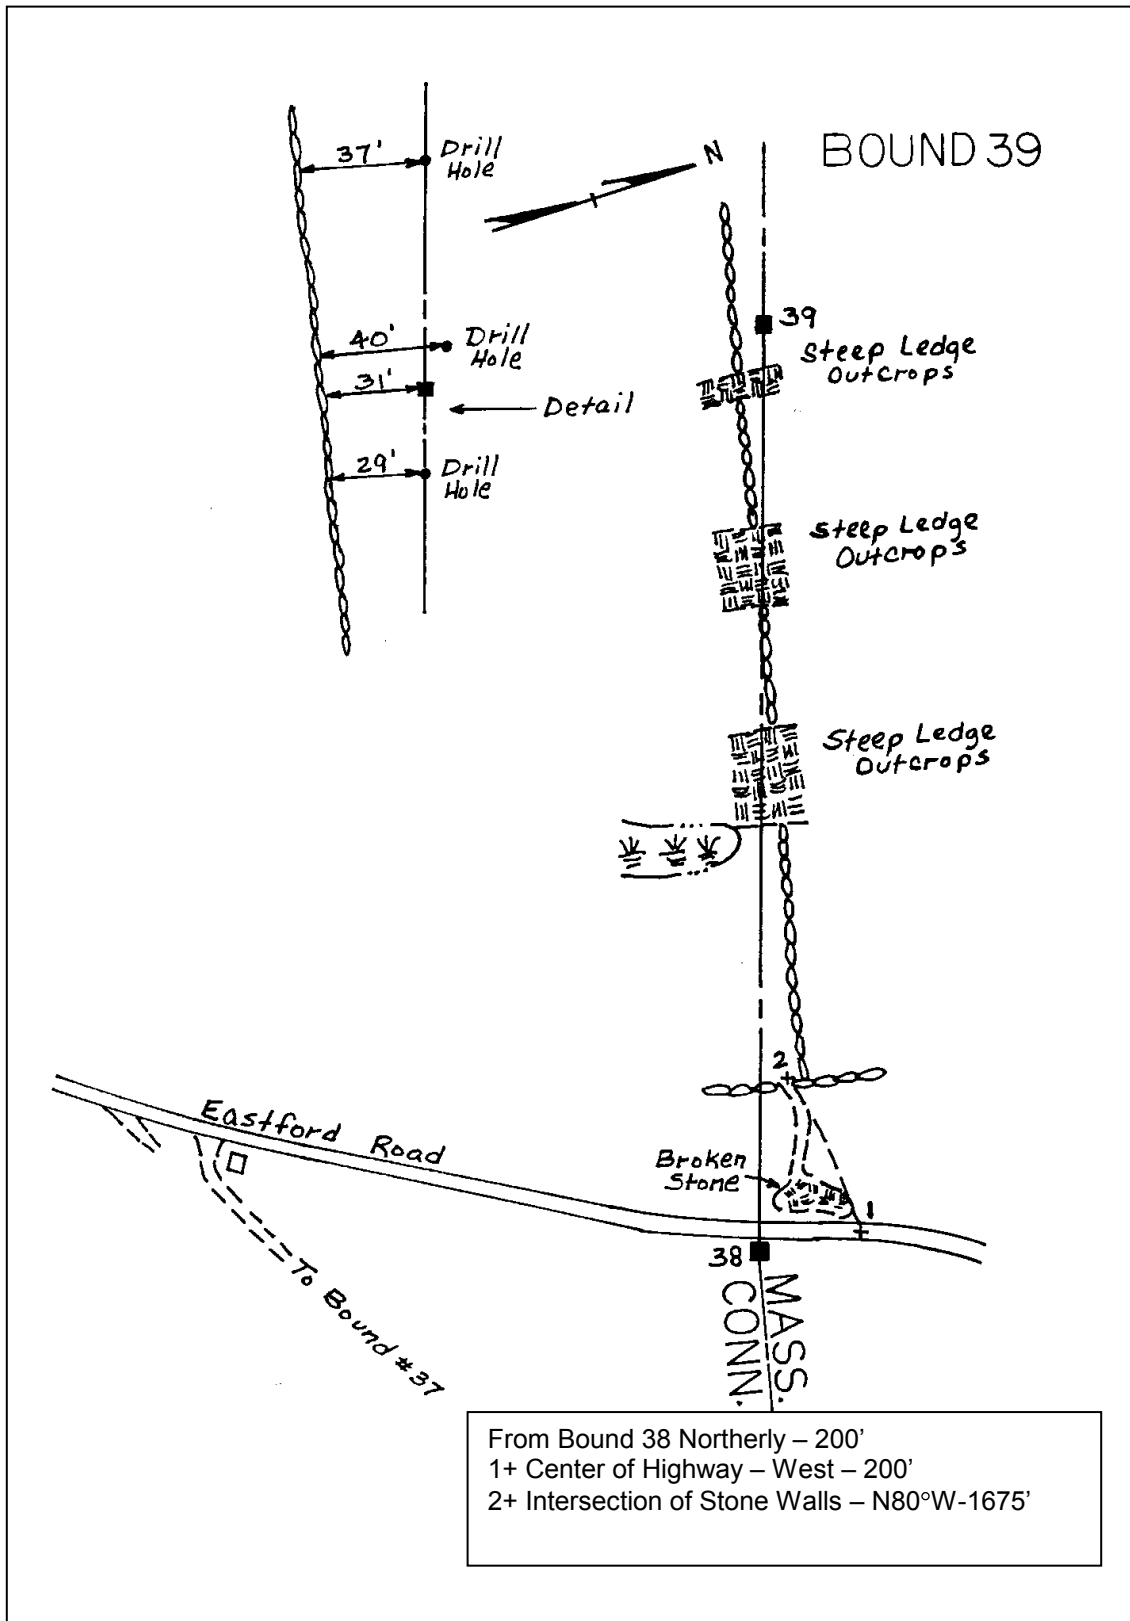 BOUND 39
N
37'
Drill
Hole
40'
Drill
Hole
31'
Detail
29'
Drill
Hole
39
Steep Ledge
Outcrops
Steep Ledge
Outcrops
Steep Ledge
Outcrops
2
Eastford Road
Broken
Stone
1
38
To Bound #37
MASS.
CONN.
From Bound 38 Northerly – 200’
1+ Center of Highway – West – 200’
2+ Intersection of Stone Walls – N80°W-1675’